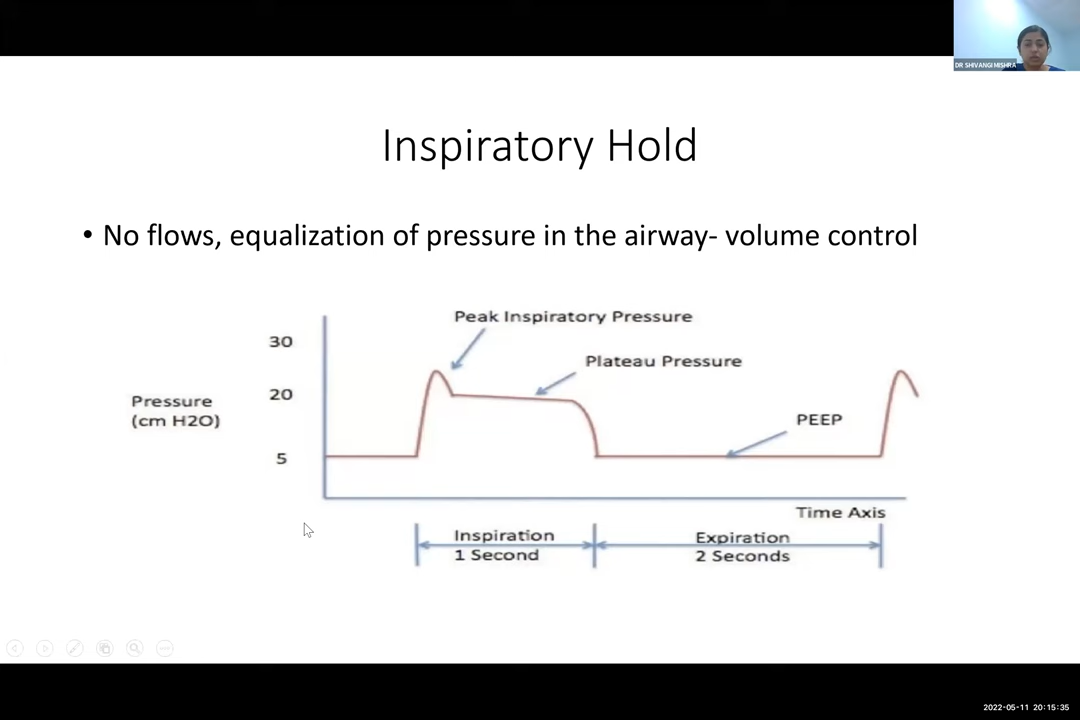 DR SHIVANGI MISHRA
Inspiratory Hold
• No flows, equalization of pressure in the airway- volume control
Peak Inspiratory Pressure
30
Plateau Pressure
20
Pressure
(cm H2O)
PEEP
5
Time Axis
Inspiration
1 Second
Expiration
2 Seconds
2022-05-11 20:15:35